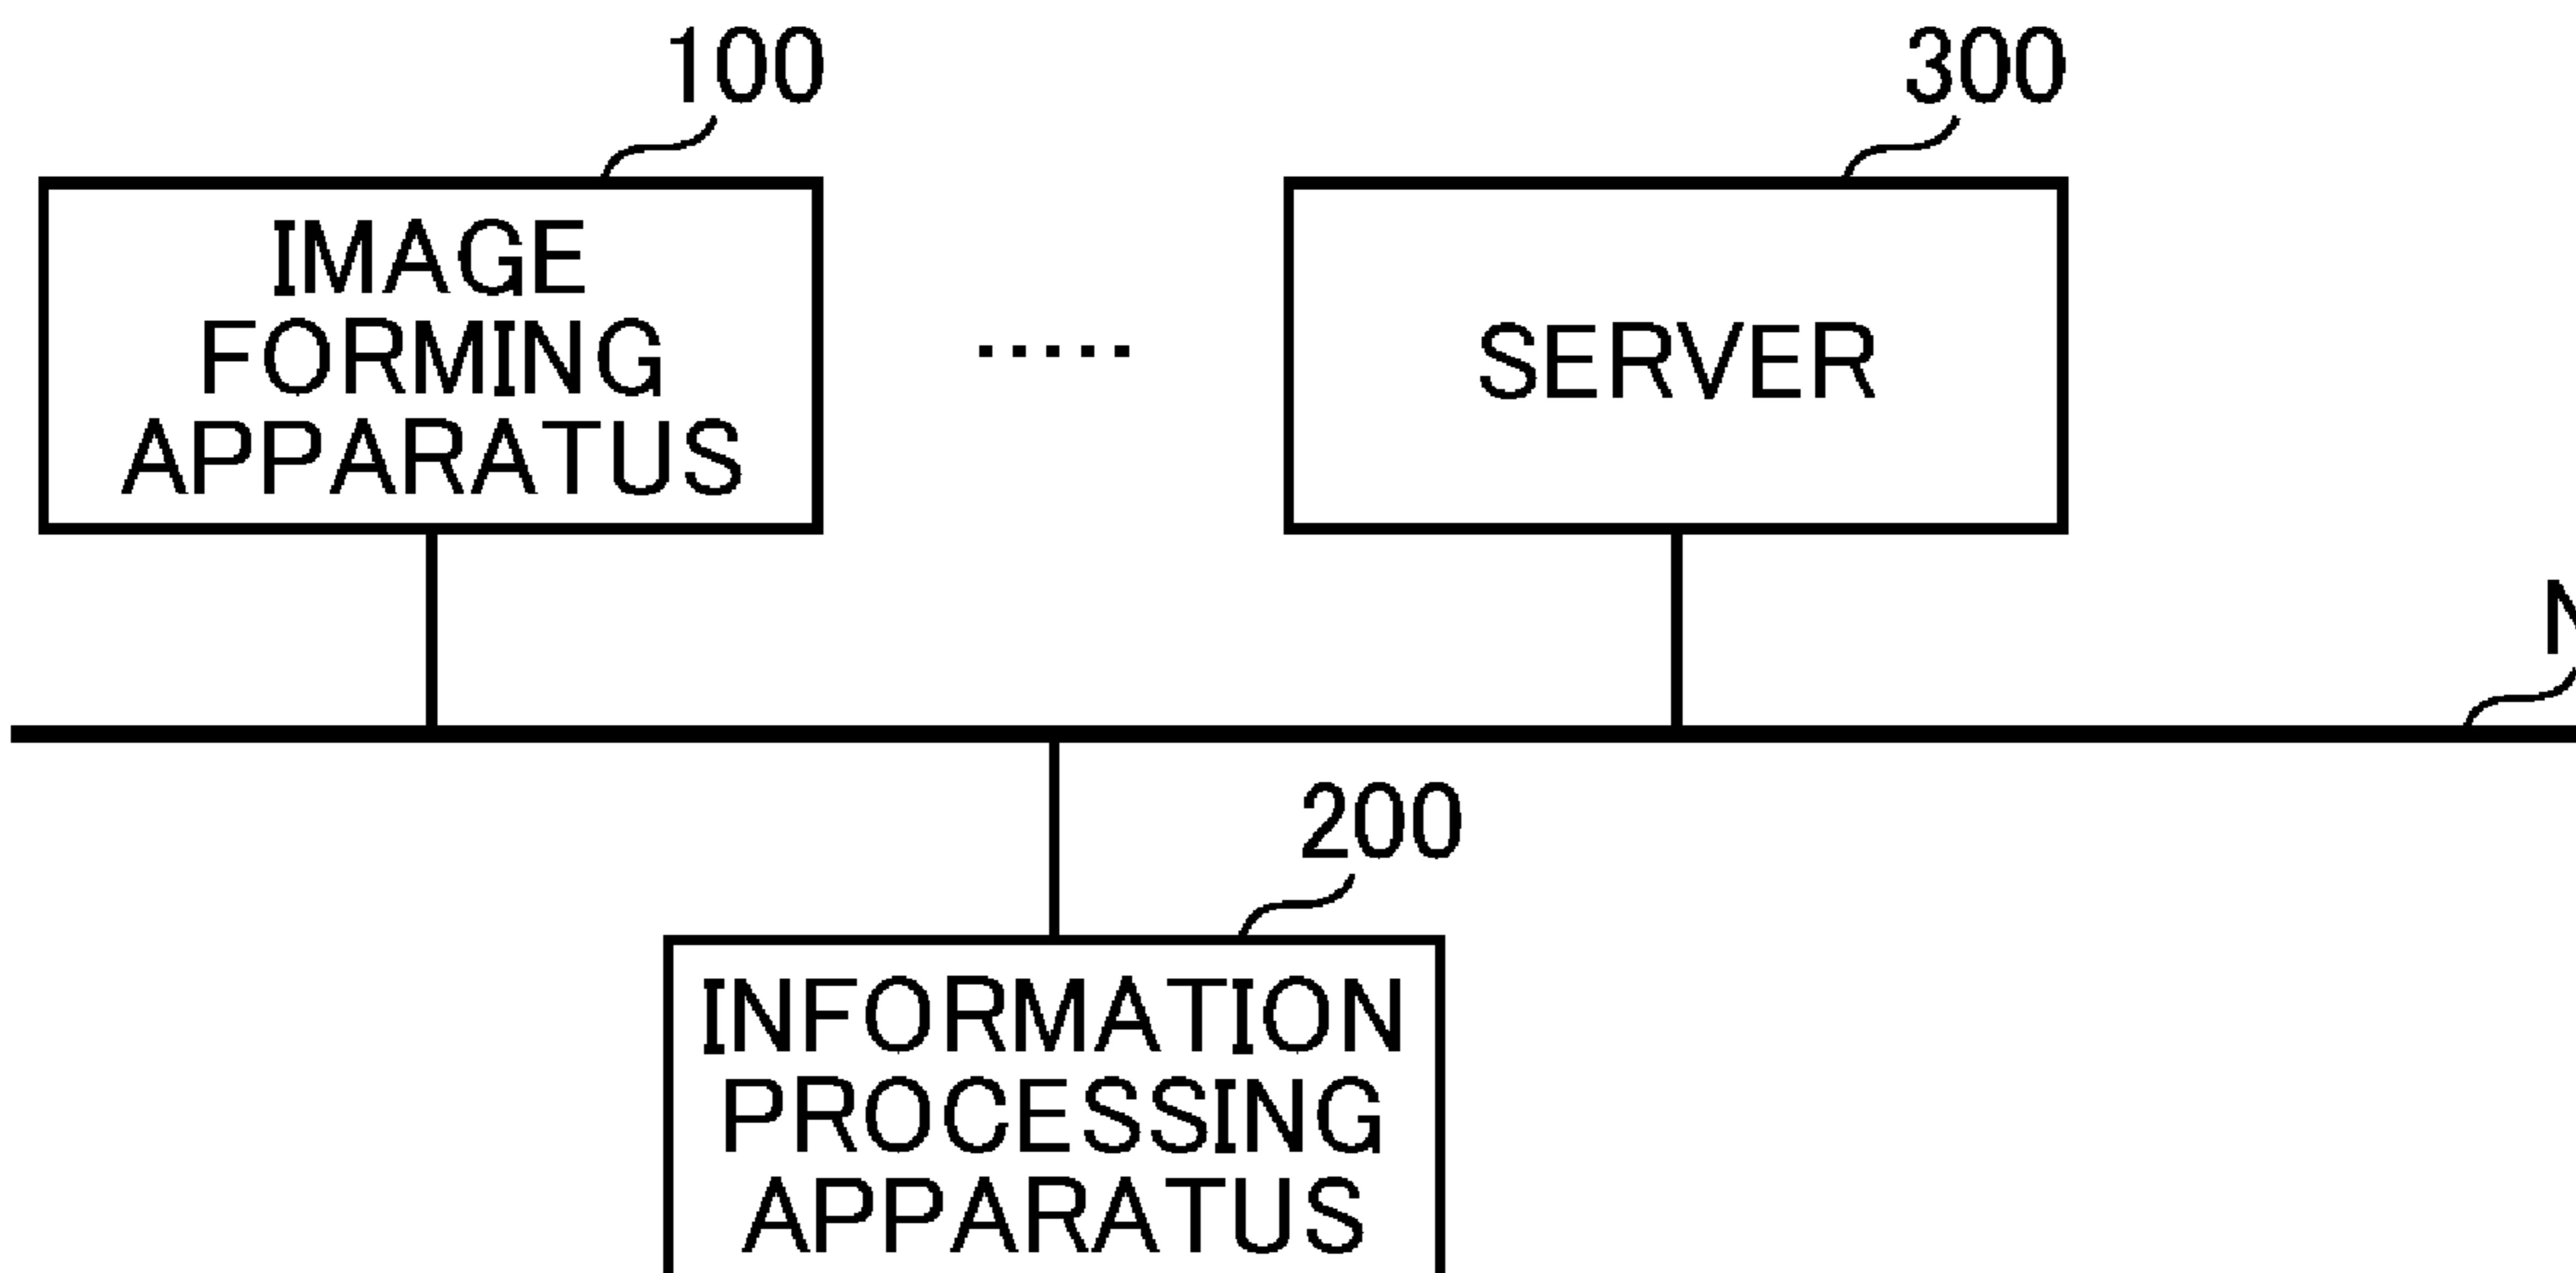 100
300
IMAGE
FORMING
APPARATUS
.....
SERVER
N
200
INFORMATION
PROCESSING
APPARATUS